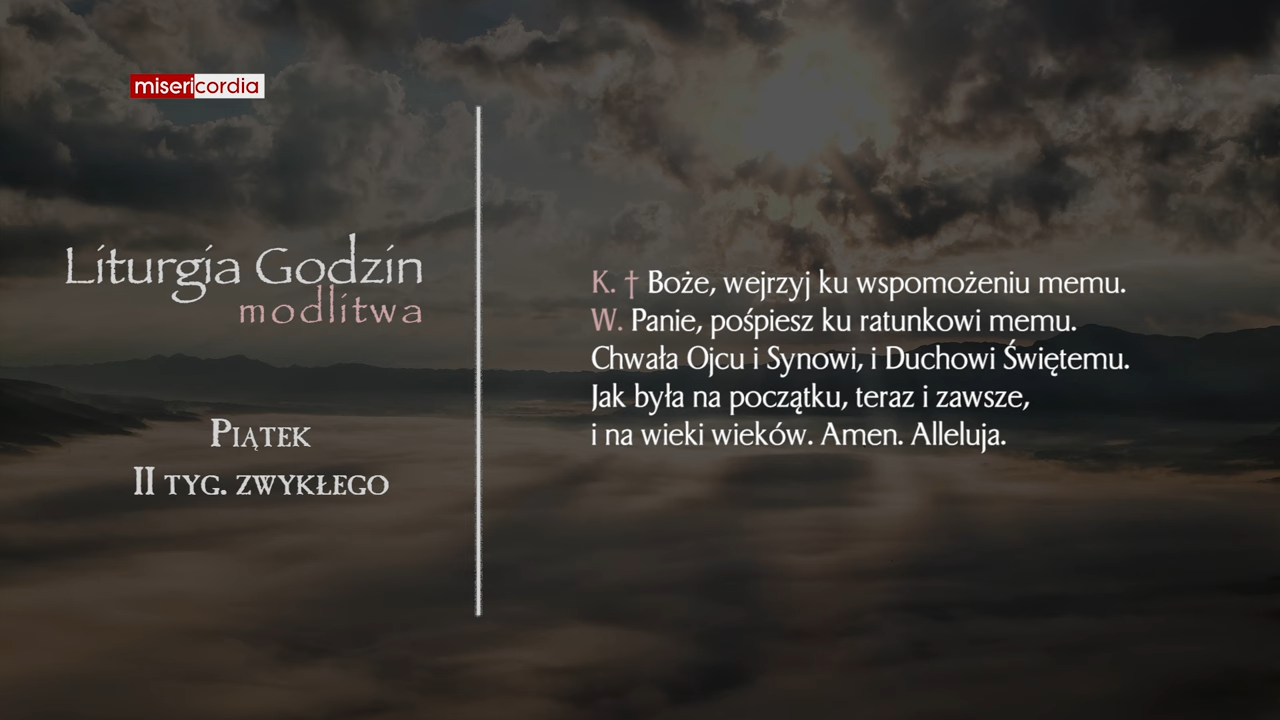 misericordia
Liturgia Godzin
modlitwa
Piątek
II tyg. zwykłego
K. † Boże, wejrzyj ku wspomożeniu memu.
W. Panie, pośpiesz ku ratunkowi memu.
Chwała Ojcu i Synowi, i Duchowi Świętemu.
Jak była na początku, teraz i zawsze,
i na wieki wieków. Amen. Alleluja.